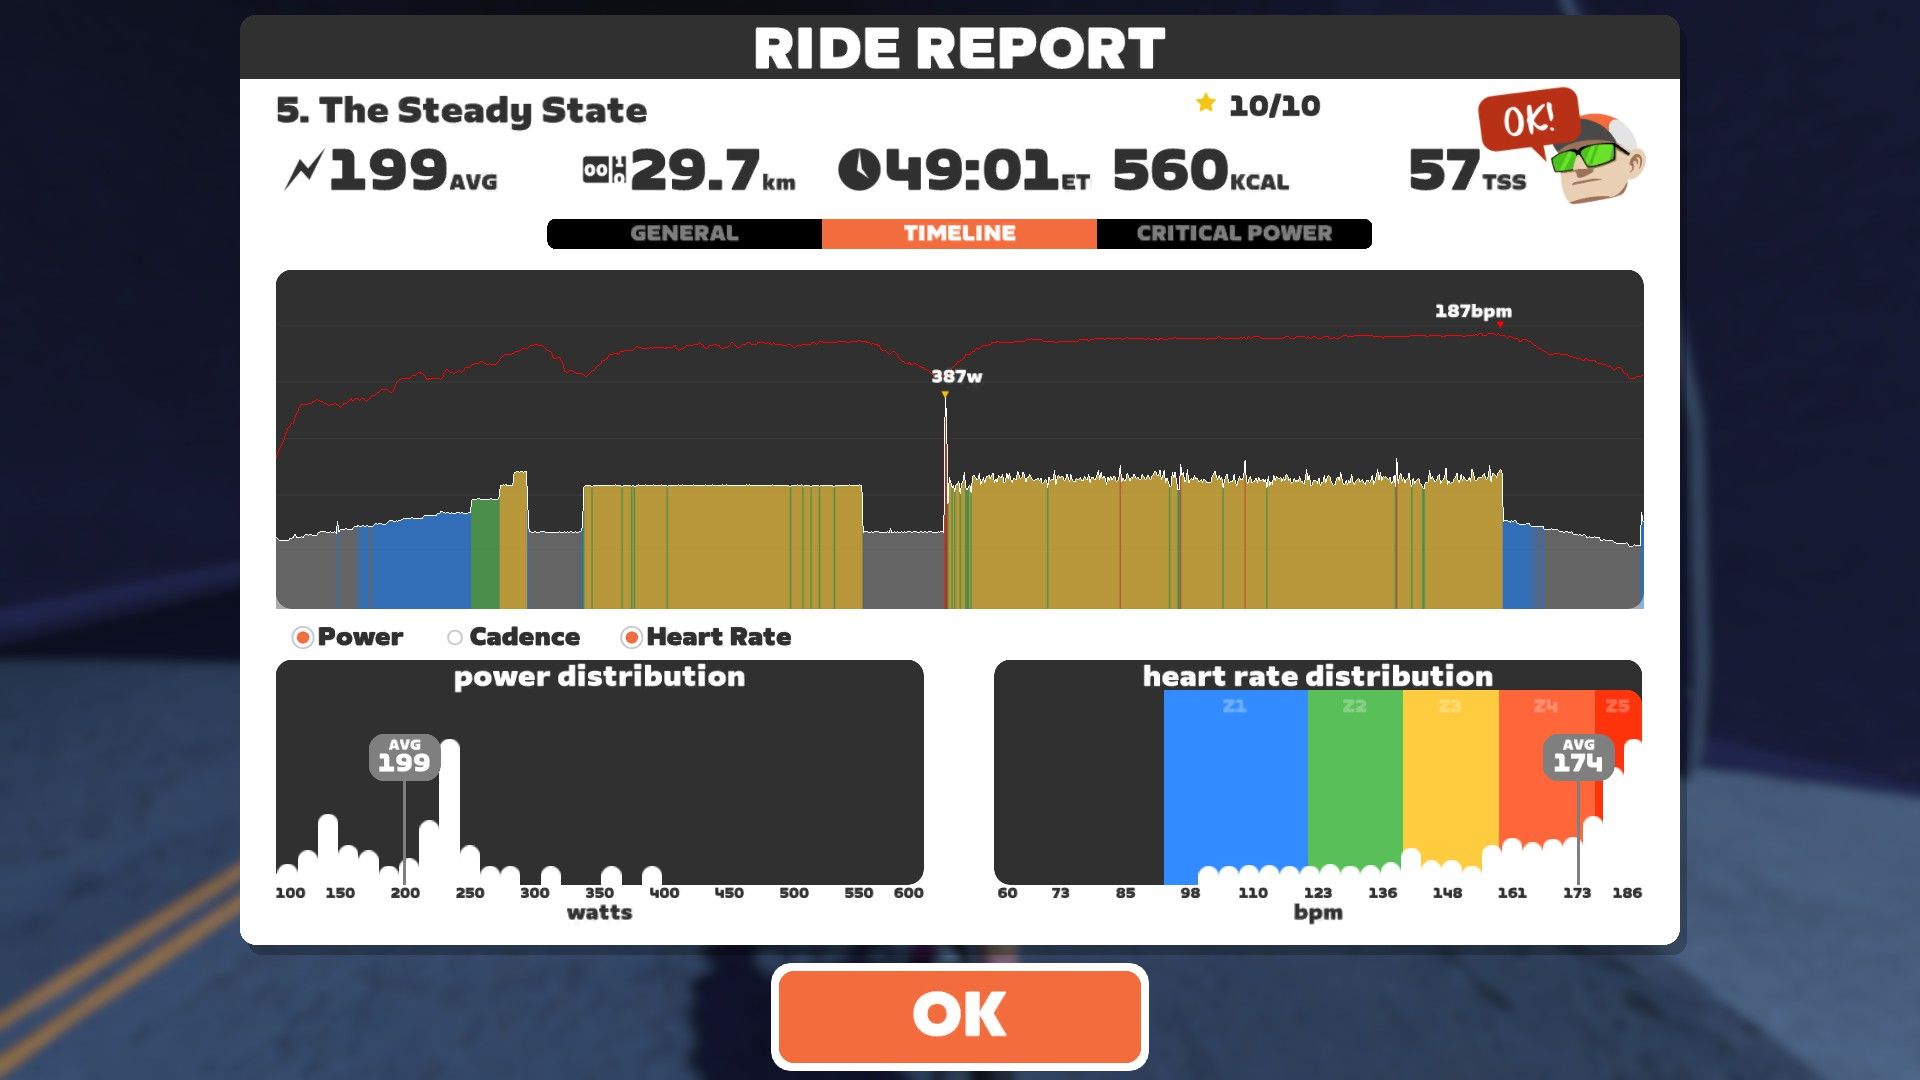 RIDE REPORT
5. The Steady State
10/10
OK!
199AVG
29.7km
49:01ET
560KCAL
57TSS
GENERAL
TIMELINE
CRITICAL POWER
187bpm
387w
Power
Cadence
Heart Rate
power distribution
AVG
199
100 150 200 250 300 350 400 450 500 550 600
watts
heart rate distribution
Z1 Z2 Z3 Z4 Z5
AVG
174
60 73 85 98 110 123 136 148 161 173 186
bpm
OK